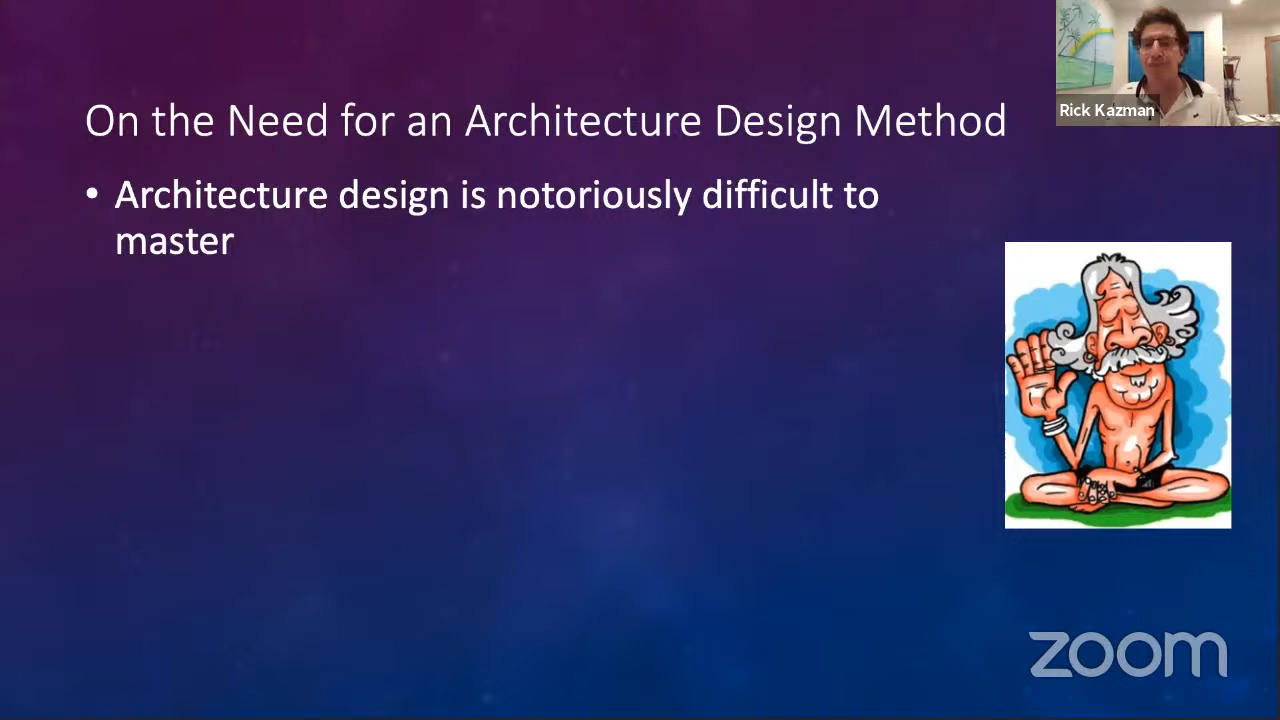 Rick Kazman
On the Need for an Architecture Design Method
• Architecture design is notoriously difficult to
master
zoom